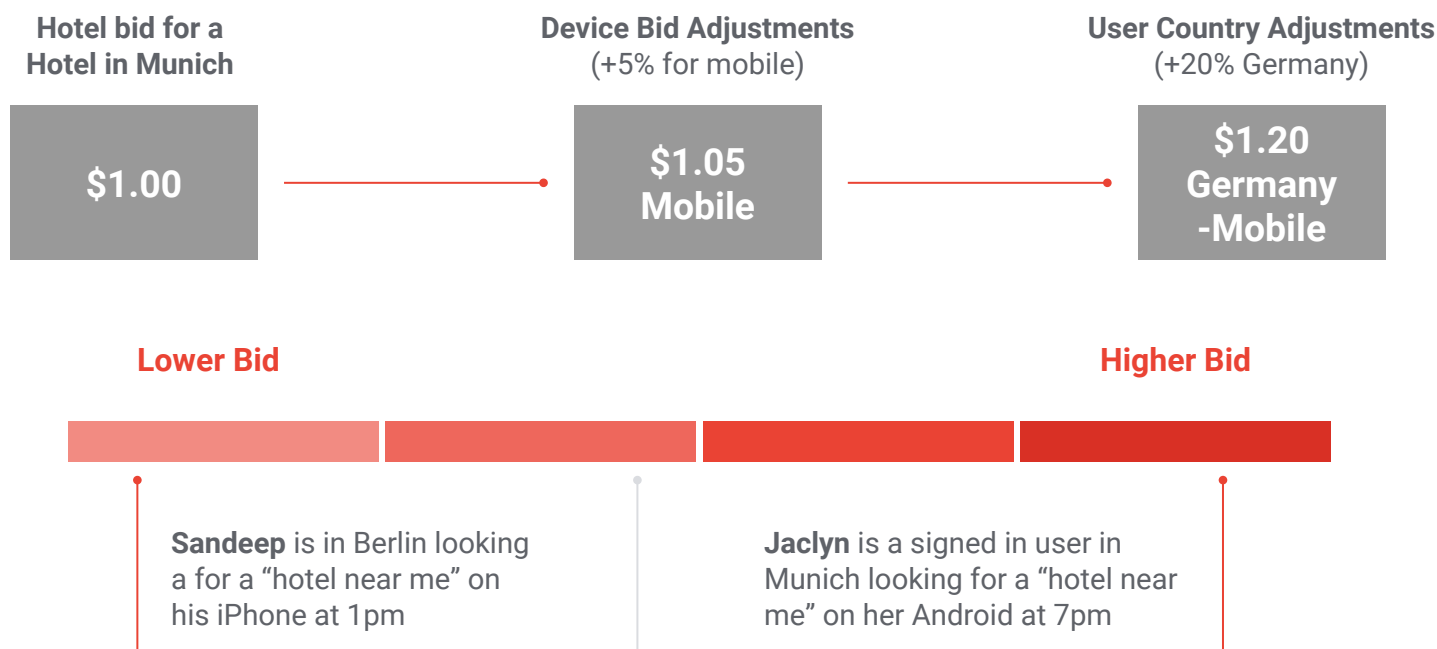 Hotel bid for a
Hotel in Munich
Device Bid Adjustments
(+5% for mobile)
User Country Adjustments
(+20% Germany)
$1.00
$1.05
Mobile
$1.20
Germany
-Mobile
Lower Bid
Higher Bid
Sandeep is in Berlin looking
a for a “hotel near me” on
his iPhone at 1pm
Jaclyn is a signed in user in
Munich looking for a “hotel near
me” on her Android at 7pm